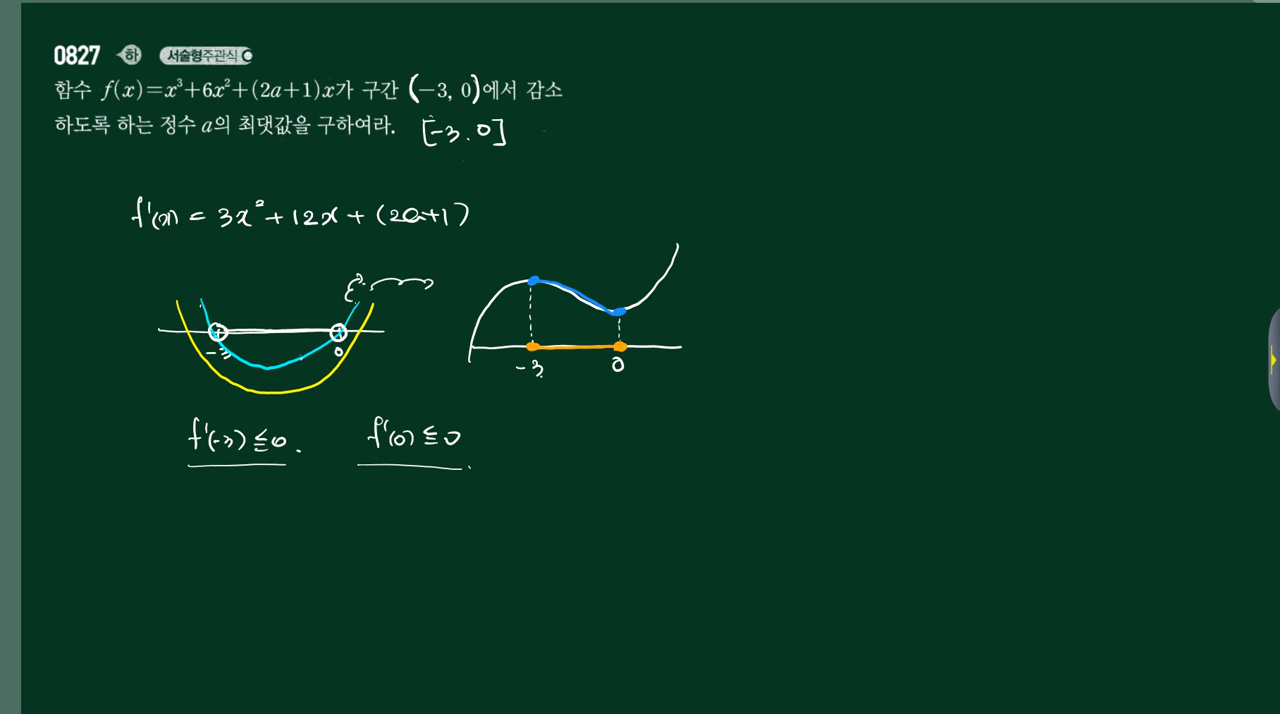 0827 하 서술형주관식
함수 f(x)=x³+6x²+(2a+1)x가 구간 (−3, 0)에서 감소
하도록 하는 정수 a의 최댓값을 구하여라.
[-3. 0]
f'(x) = 3x²+12x+(2a+1)
-3 0
-3 0
f'(-3) ≦ 0. f'(0) ≦ 0